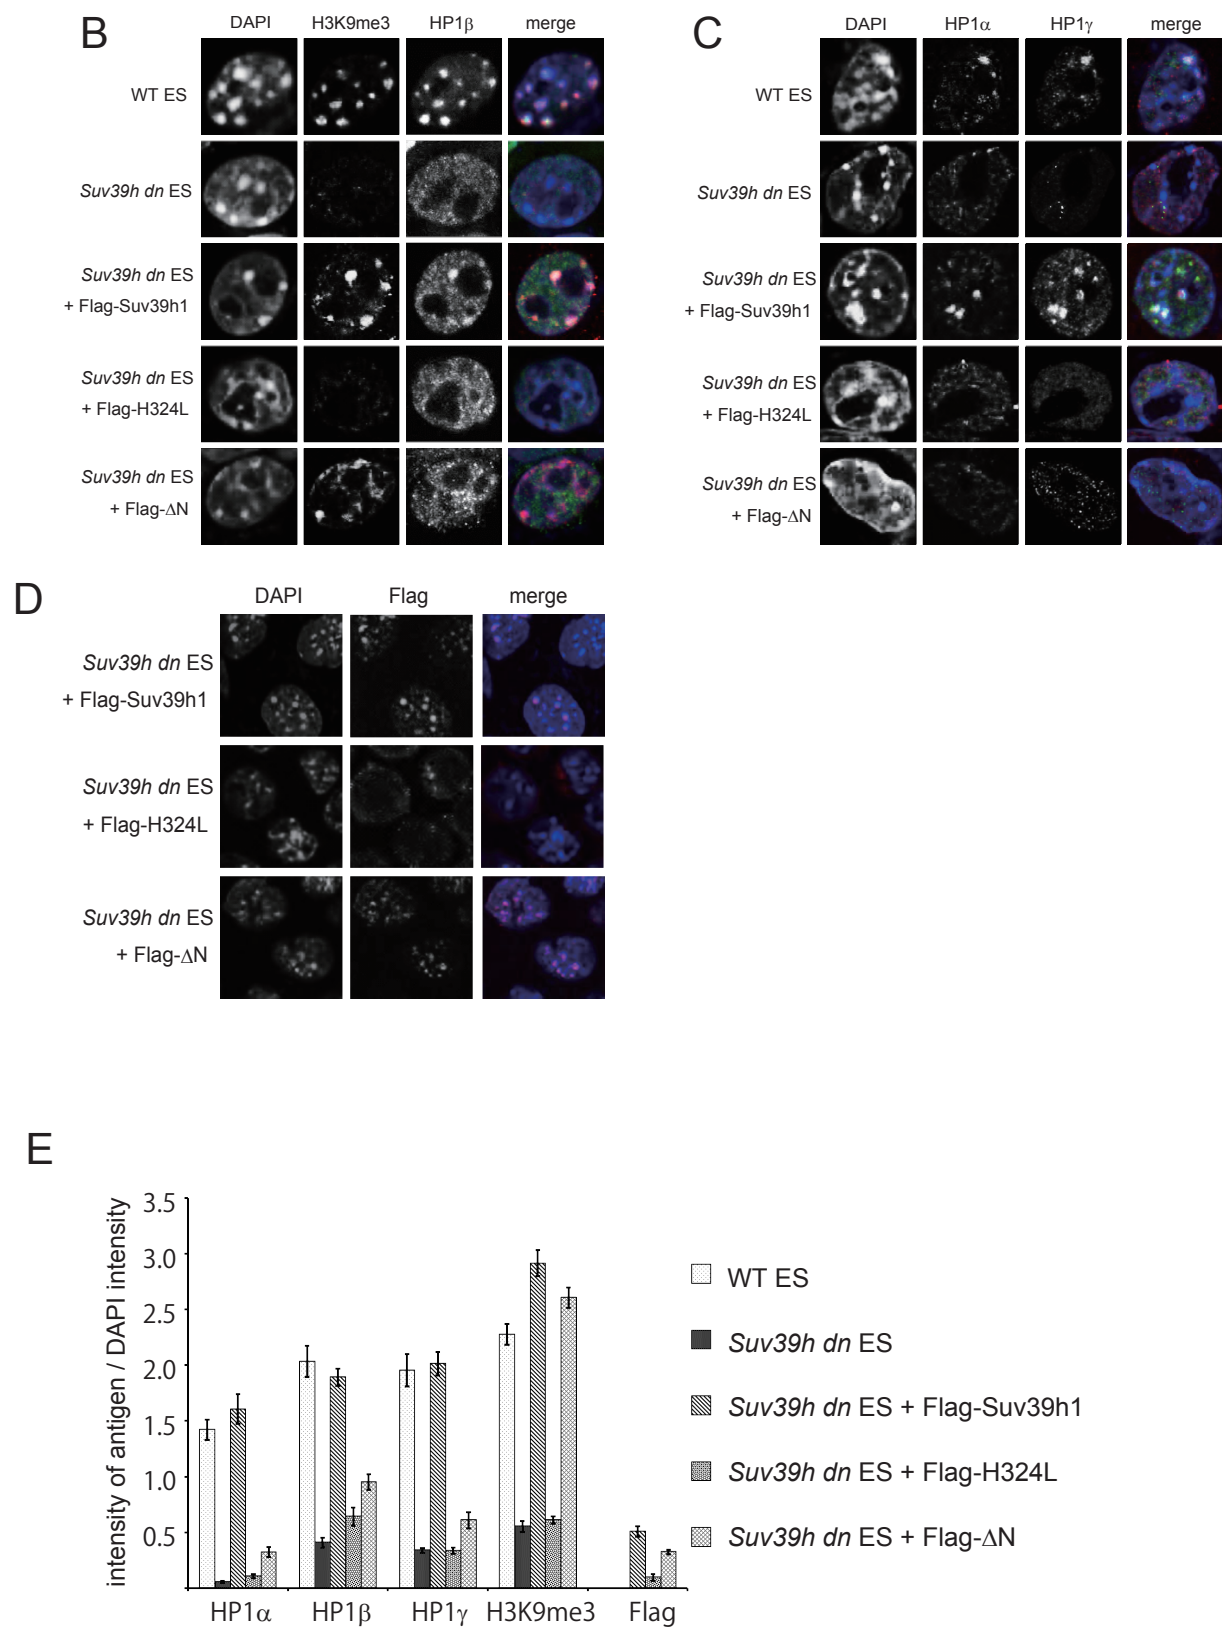 B
DAPI H3K9me3 HP1β merge
WT ES
Suv39h dn ES
Suv39h dn ES
+ Flag-Suv39h1
Suv39h dn ES
+ Flag-H324L
Suv39h dn ES
+ Flag-ΔN
C
DAPI HP1α HP1γ merge
WT ES
Suv39h dn ES
Suv39h dn ES
+ Flag-Suv39h1
Suv39h dn ES
+ Flag-H324L
Suv39h dn ES
+ Flag-ΔN
D
DAPI Flag merge
Suv39h dn ES
+ Flag-Suv39h1
Suv39h dn ES
+ Flag-H324L
Suv39h dn ES
+ Flag-ΔN
E
intensity of antigen / DAPI intensity
3.5
3.0
2.5
2.0
1.5
1.0
0.5
HP1α HP1β HP1γ H3K9me3 Flag
WT ES
Suv39h dn ES
Suv39h dn ES + Flag-Suv39h1
Suv39h dn ES + Flag-H324L
Suv39h dn ES + Flag-ΔN